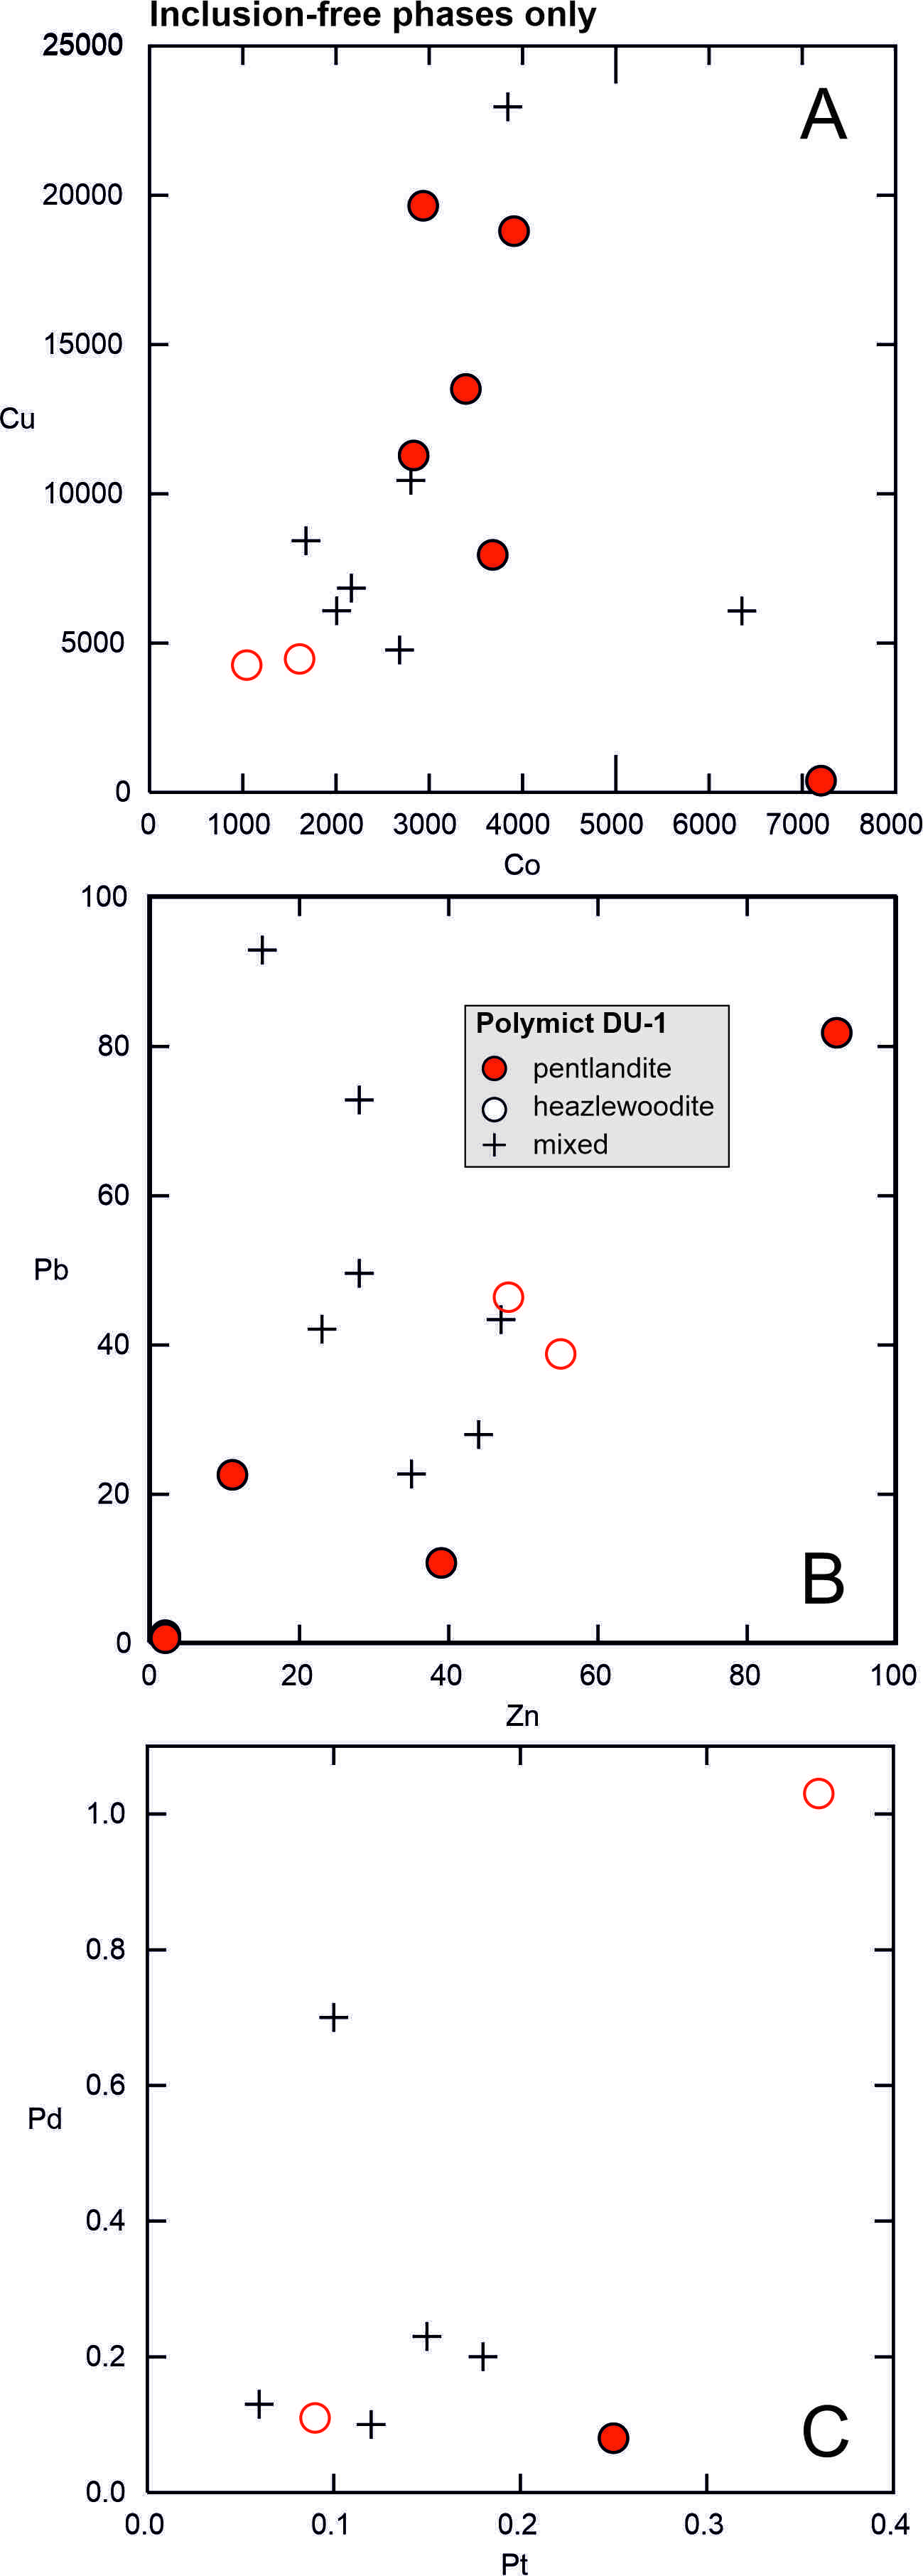 Inclusion-free phases only
25000
A
20000
15000
Cu
10000
5000
0
0 1000 2000 3000 4000 5000 6000 7000 8000
Co
100
Polymict DU-1
80
pentlandite
heazlewoodite
mixed
60
Pb
40
20
B
0
0 20 40 60 80 100
Zn
1.0
0.8
0.6
Pd
0.4
0.2
C
0.0
0.0 0.1 0.2 0.3 0.4
Pt